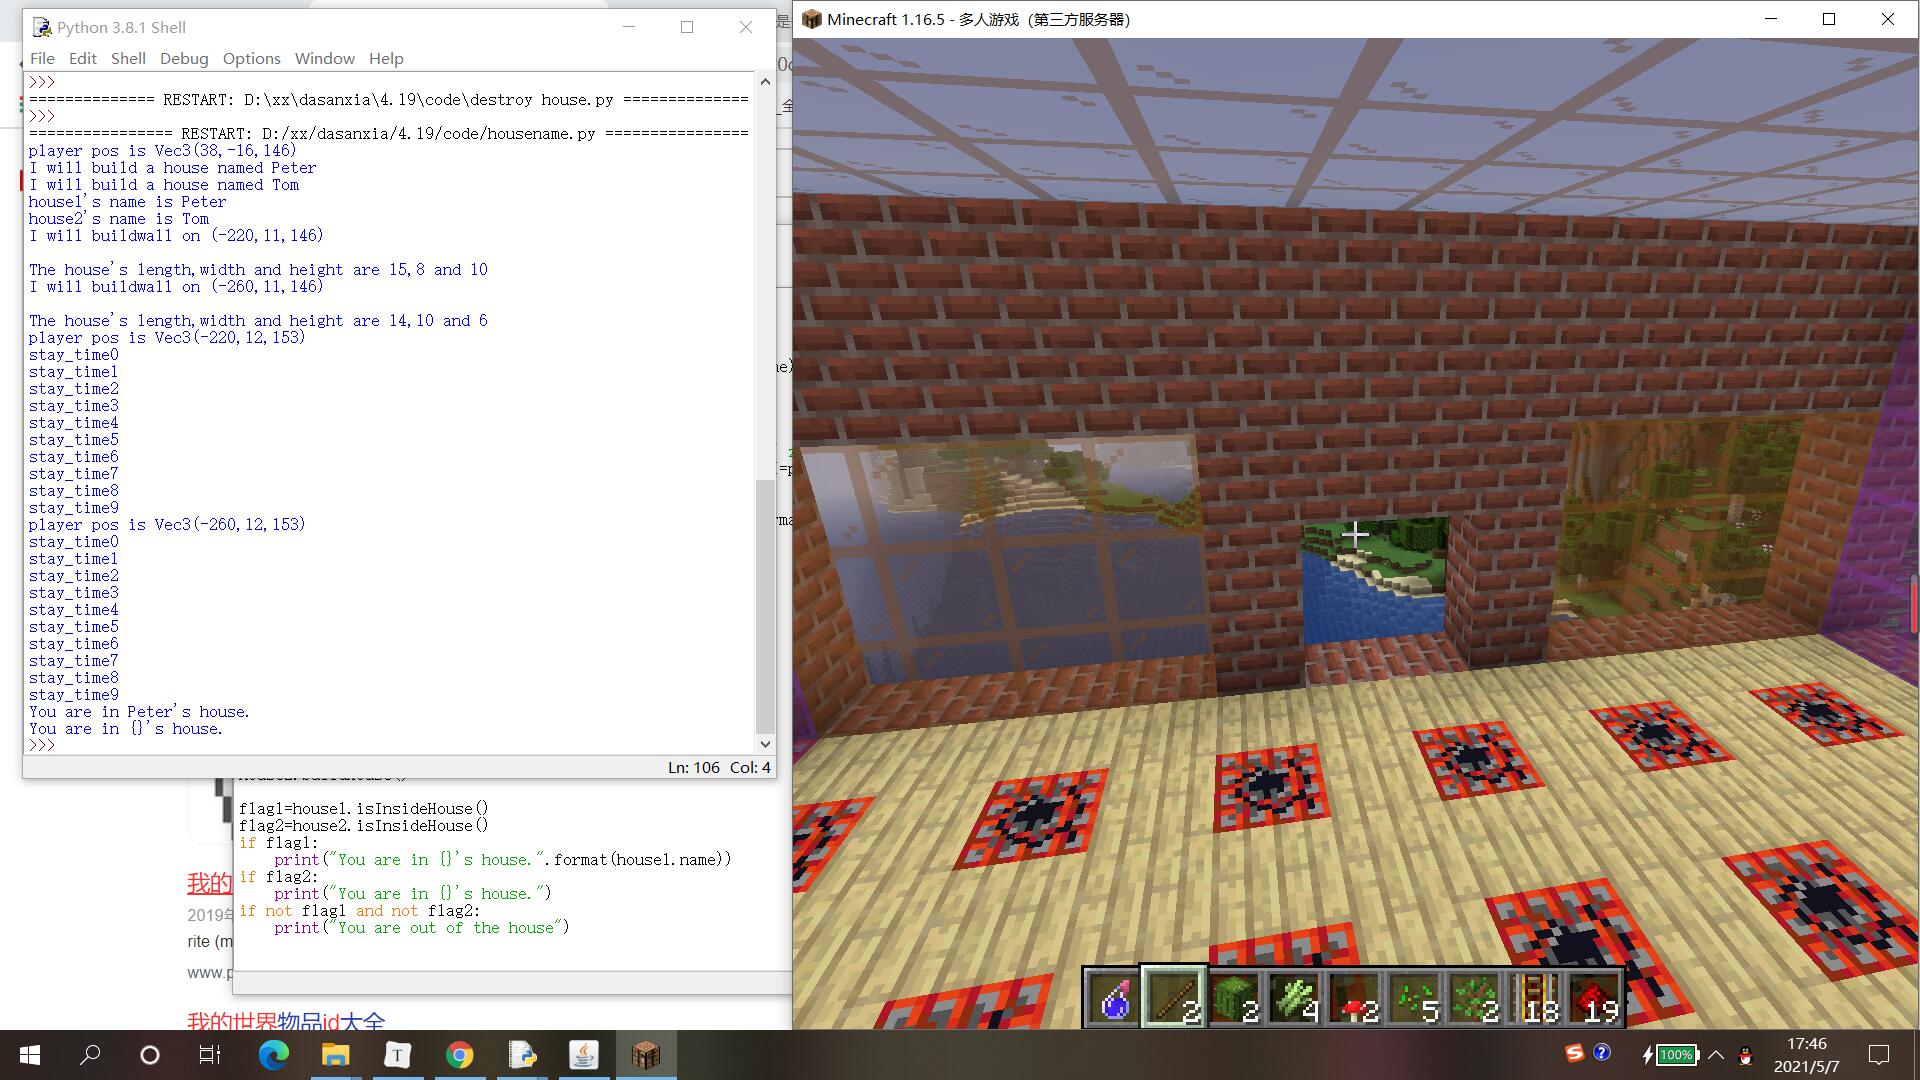 Python 3.8.1 Shell
File Edit Shell Debug Options Window Help
>>>
============== RESTART: D:\xx\dasanxia\4.19\code\destroy house.py ==============
>>>
================ RESTART: D:/xx/dasanxia/4.19/code/housename.py ================
player pos is Vec3(38,-16,146)
I will build a house named Peter
I will build a house named Tom
house1's name is Peter
house2's name is Tom
I will buildwall on (-220,11,146)
The house's length,width and height are 15,8 and 10
I will buildwall on (-260,11,146)
The house's length,width and height are 14,10 and 6
player pos is Vec3(-220,12,153)
stay_time0
stay_time1
stay_time2
stay_time3
stay_time4
stay_time5
stay_time6
stay_time7
stay_time8
stay_time9
player pos is Vec3(-260,12,153)
stay_time0
stay_time1
stay_time2
stay_time3
stay_time4
stay_time5
stay_time6
stay_time7
stay_time8
stay_time9
You are in Peter's house.
You are in {}'s house.
>>>
Ln: 106 Col: 4
flag1=house1.isInsideHouse()
flag2=house2.isInsideHouse()
if flag1:
print("You are in {}'s house.".format(house1.name))
if flag2:
print("You are in {}'s house.")
if not flag1 and not flag2:
print("You are out of the house")
我的
2019年
rite (m
www.p
我的世界物品id大全
Minecraft 1.16.5 - 多人游戏（第三方服务器）
2 2 4 2 5 2 18 19
100%
17:46
2021/5/7